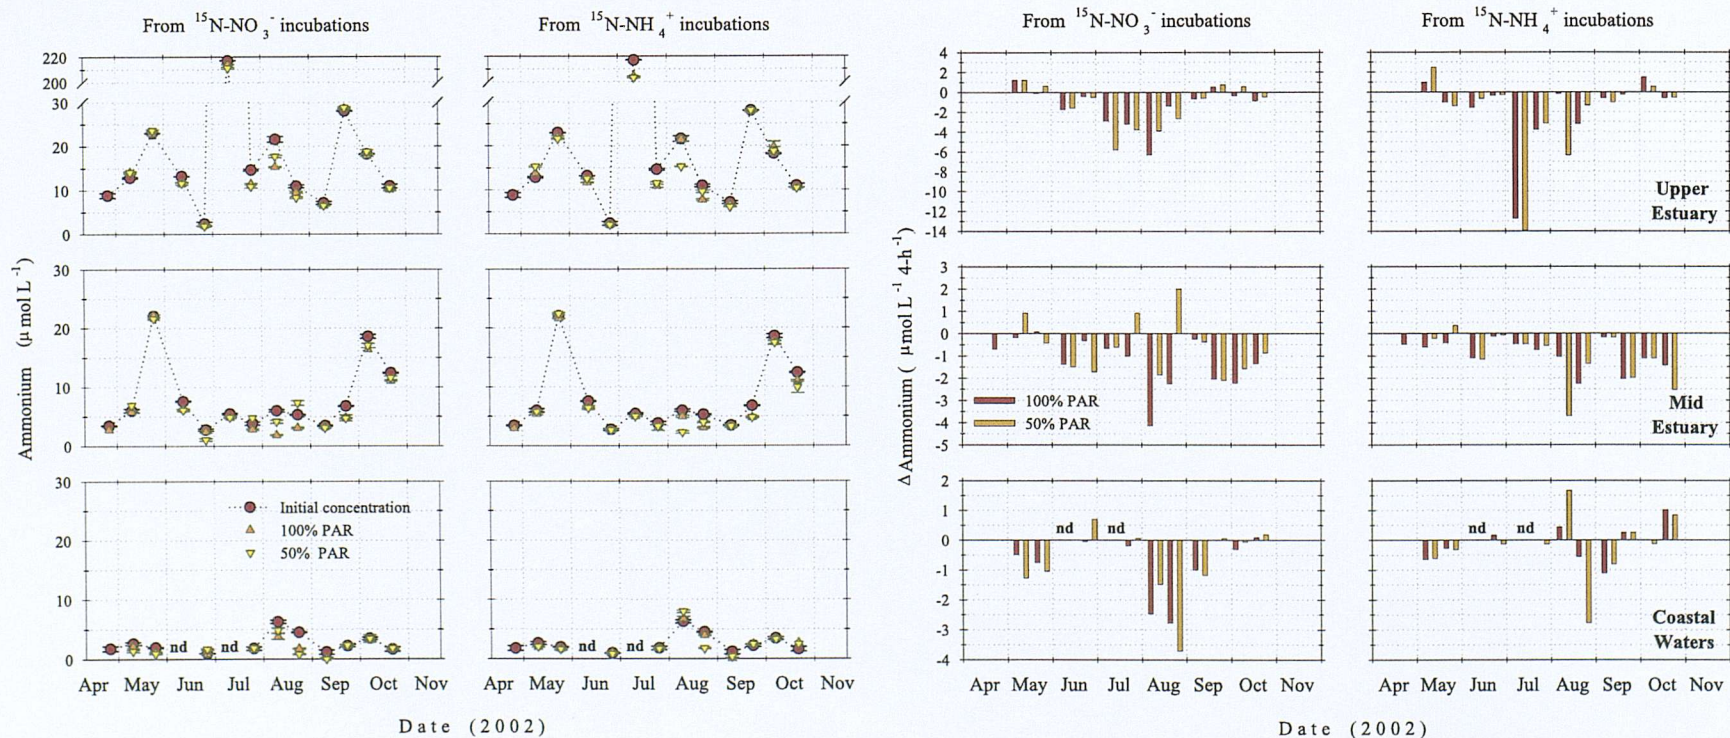 From ¹⁵N-NO₃⁻ incubations
From ¹⁵N-NH₄⁺ incubations
220
200
30
20
10
0
30
20
10
0
30
20
10
0
Ammonium (μ mol L⁻¹)
Initial concentration
100% PAR
50% PAR
nd
nd
nd
nd
Apr May Jun Jul Aug Sep Oct Nov
Apr May Jun Jul Aug Sep Oct Nov
Date (2002)
From ¹⁵N-NO₃⁻ incubations
From ¹⁵N-NH₄⁺ incubations
4
2
0
-2
-4
-6
-8
-10
-12
-14
Upper
Estuary
3
2
1
0
-1
-2
-3
-4
-5
100% PAR
50% PAR
Mid
Estuary
2
1
0
-1
-2
-3
-4
nd
nd
nd
nd
Coastal
Waters
Δ Ammonium ( μmol L⁻¹ 4-h⁻¹)
Apr May Jun Jul Aug Sep Oct Nov
Apr May Jun Jul Aug Sep Oct Nov
Date (2002)